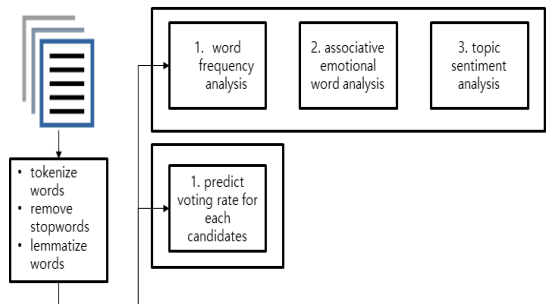 1. word
frequency
analysis
2. associative
emotional
word analysis
3. topic
sentiment
analysis
• tokenize
words
• remove
stopwords
• lemmatize
words
1. predict
voting rate for
each
candidates